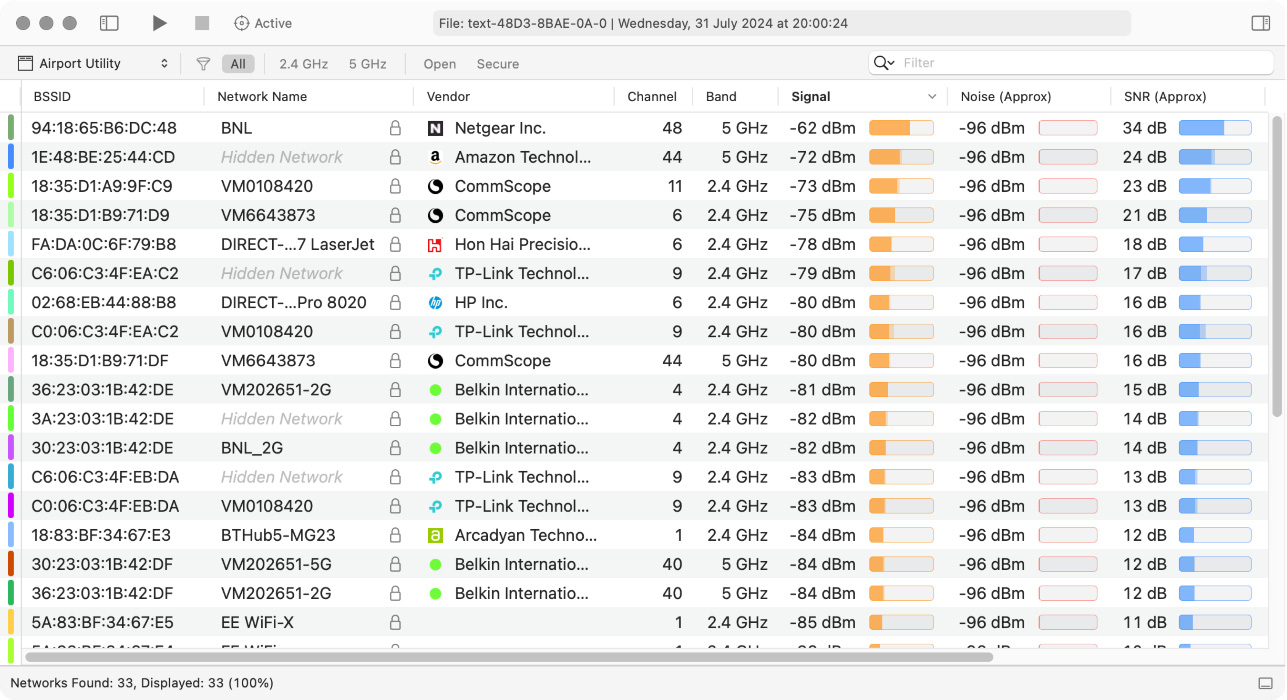 Active
File: text-48D3-8BAE-0A-0 | Wednesday, 31 July 2024 at 20:00:24
Airport Utility All 2.4 GHz 5 GHz Open Secure Filter
BSSID Network Name Vendor Channel Band Signal Noise (Approx) SNR (Approx)
94:18:65:B6:DC:48 BNL N Netgear Inc. 48 5 GHz -62 dBm -96 dBm 34 dB
1E:48:BE:25:44:CD Hidden Network a Amazon Technol... 44 5 GHz -72 dBm -96 dBm 24 dB
18:35:D1:A9:9F:C9 VM0108420 CommScope 11 2.4 GHz -73 dBm -96 dBm 23 dB
18:35:D1:B9:71:D9 VM6643873 CommScope 6 2.4 GHz -75 dBm -96 dBm 21 dB
FA:DA:0C:6F:79:B8 DIRECT-...7 LaserJet Hon Hai Precisio... 6 2.4 GHz -78 dBm -96 dBm 18 dB
C6:06:C3:4F:EA:C2 Hidden Network TP-Link Technol... 9 2.4 GHz -79 dBm -96 dBm 17 dB
02:68:EB:44:88:B8 DIRECT-...Pro 8020 hp HP Inc. 6 2.4 GHz -80 dBm -96 dBm 16 dB
C0:06:C3:4F:EA:C2 VM0108420 TP-Link Technol... 9 2.4 GHz -80 dBm -96 dBm 16 dB
18:35:D1:B9:71:DF VM6643873 CommScope 44 5 GHz -80 dBm -96 dBm 16 dB
36:23:03:1B:42:DE VM202651-2G Belkin Internatio... 4 2.4 GHz -81 dBm -96 dBm 15 dB
3A:23:03:1B:42:DE Hidden Network Belkin Internatio... 4 2.4 GHz -82 dBm -96 dBm 14 dB
30:23:03:1B:42:DE BNL_2G Belkin Internatio... 4 2.4 GHz -82 dBm -96 dBm 14 dB
C6:06:C3:4F:EB:DA Hidden Network TP-Link Technol... 9 2.4 GHz -83 dBm -96 dBm 13 dB
C0:06:C3:4F:EB:DA VM0108420 TP-Link Technol... 9 2.4 GHz -83 dBm -96 dBm 13 dB
18:83:BF:34:67:E3 BTHub5-MG23 a Arcadyan Techno... 1 2.4 GHz -84 dBm -96 dBm 12 dB
30:23:03:1B:42:DF VM202651-5G Belkin Internatio... 40 5 GHz -84 dBm -96 dBm 12 dB
36:23:03:1B:42:DF VM202651-2G Belkin Internatio... 40 5 GHz -84 dBm -96 dBm 12 dB
5A:83:BF:34:67:E5 EE WiFi-X 1 2.4 GHz -85 dBm -96 dBm 11 dB
Networks Found: 33, Displayed: 33 (100%)